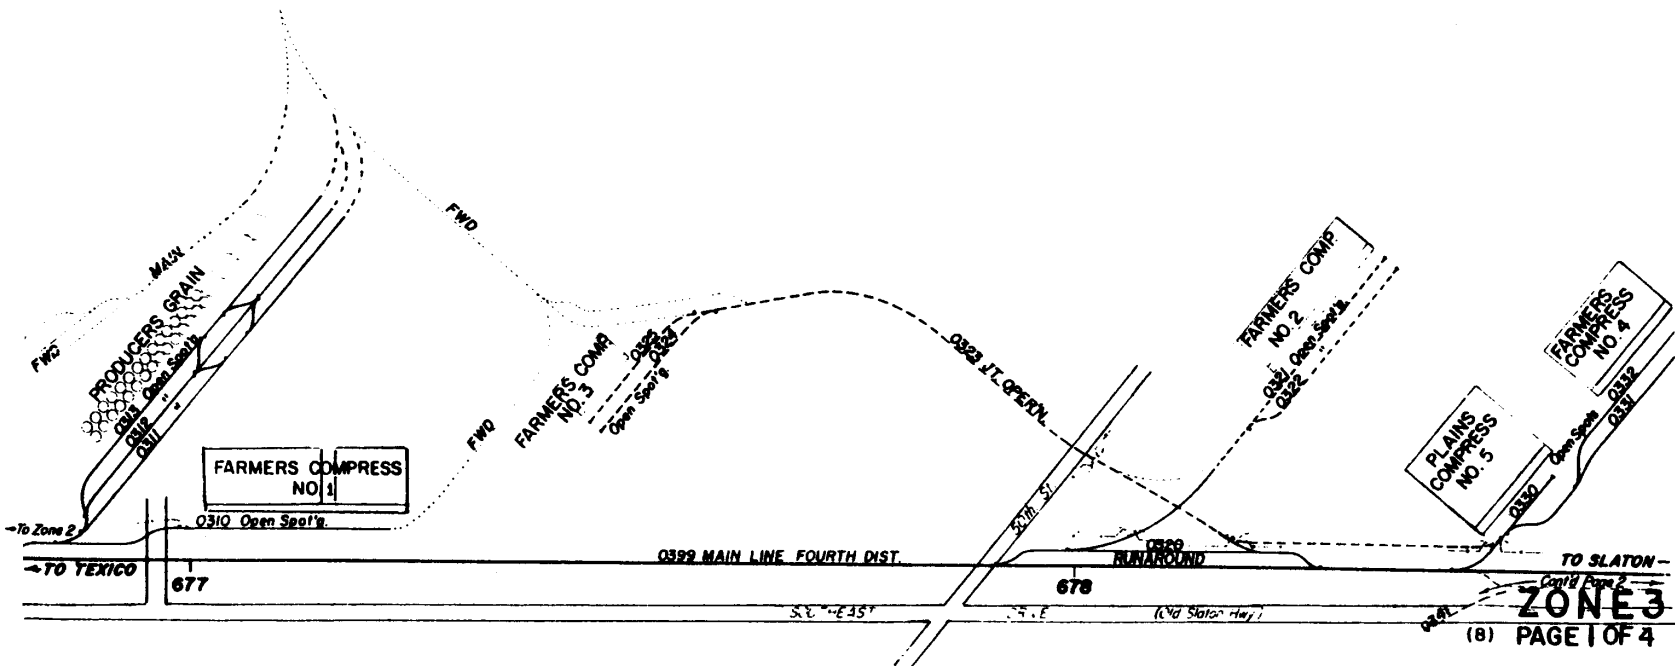 MAIN
FWD
FWD
PRODUCERS GRAIN
0313 Open Spot'g.
0312 " "
0311
FARMERS COMPRESS
NO. 1
FWD
0310 Open Spot'g.
←To Zone 2
←TO TEXICO
677
FARMERS COMP
NO. 3
0325
0324
Open Spot'g.
0323 JT. OPER'N.
0399 MAIN LINE FOURTH DIST.
50th St
FARMERS COMP
NO. 2
0321 Open Spot'g.
0322
0320
RUNAROUND
678
PLAINS
COMPRESS
NO. 5
0330
FARMERS
COMPRESS
NO. 4
Open Spots
0332
0331
TO SLATON
Cont'd Page 2
SOUTHEAST
(Old Slaton Hwy)
0341
ZONE 3
(8) PAGE 1 OF 4